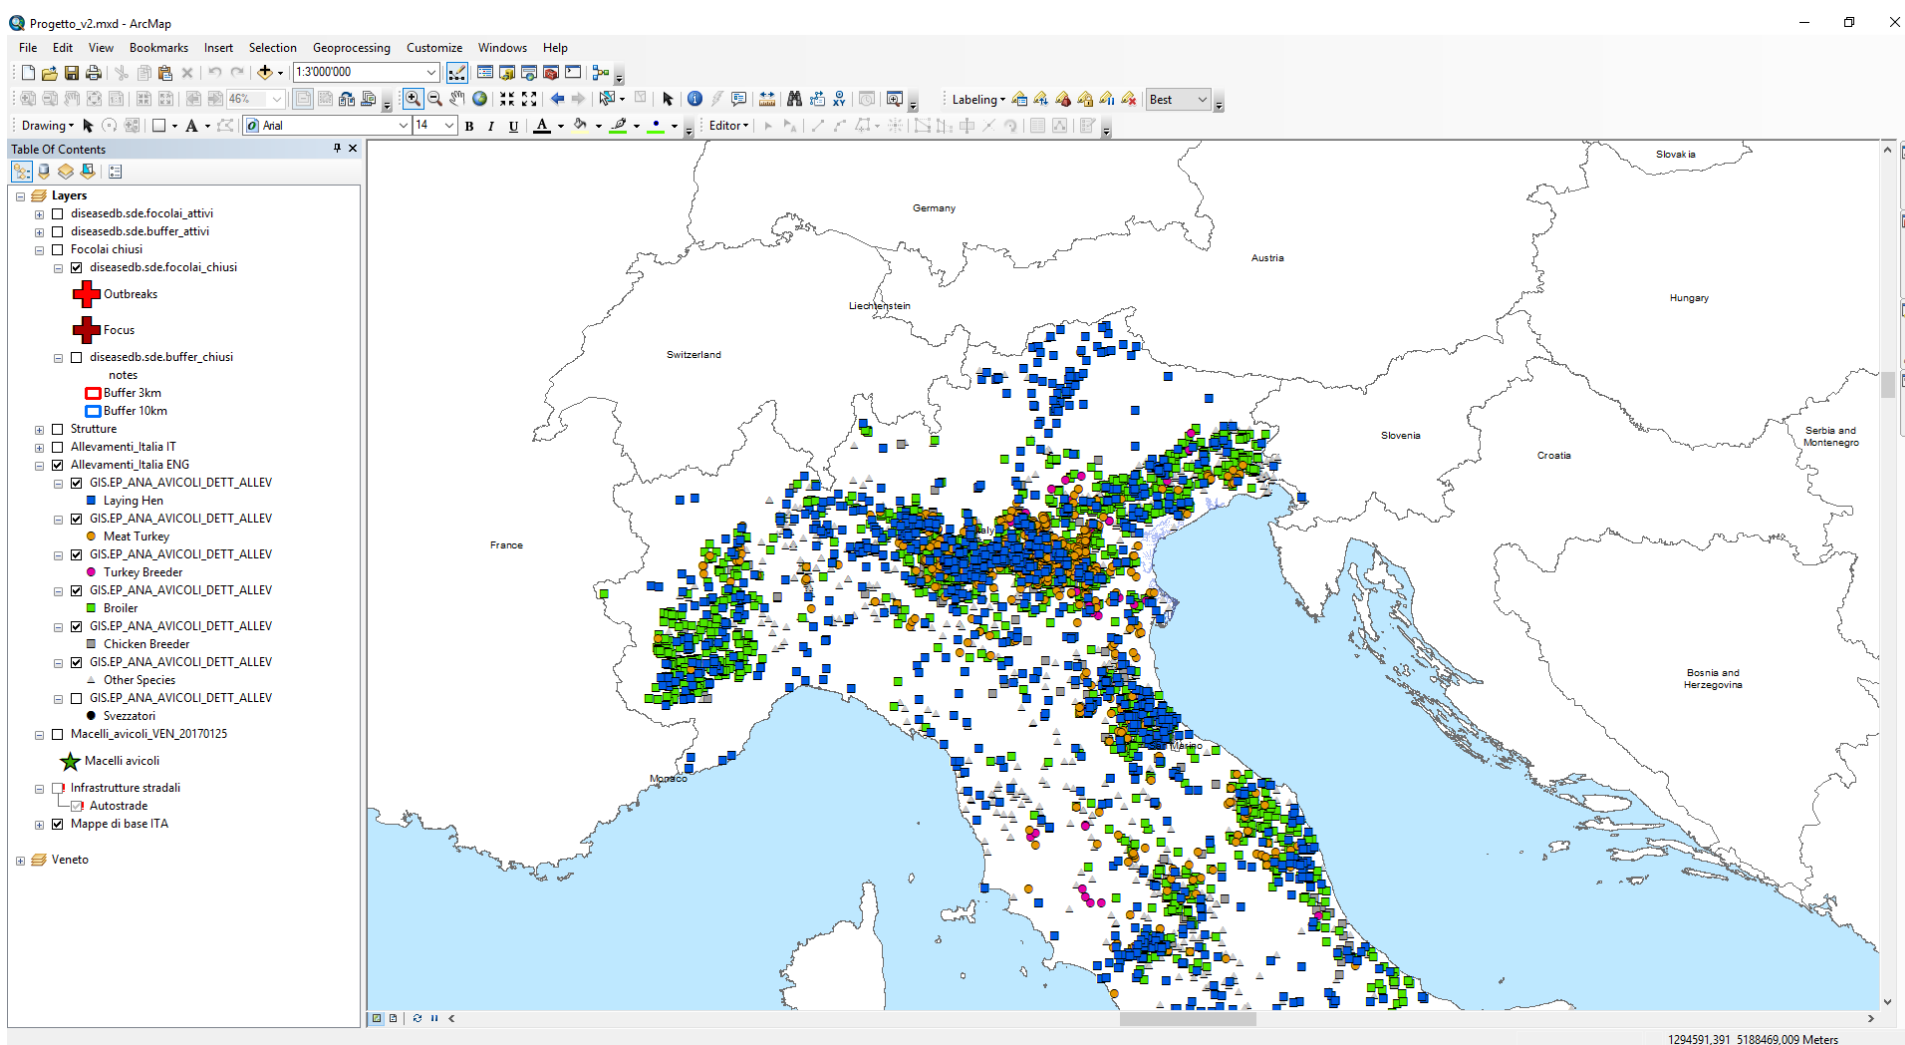 Progetto_v2.mxd - ArcMap
File Edit View Bookmarks Insert Selection Geoprocessing Customize Windows Help
1:3'000'000
46%
Labeling
Best
Drawing
Arial
14
B I U A
Editor
Table Of Contents
Layers
diseasedb.sde.focolai_attivi
diseasedb.sde.buffer_attivi
Focolai chiusi
diseasedb.sde.focolai_chiusi
Outbreaks
Focus
diseasedb.sde.buffer_chiusi
notes
Buffer 3km
Buffer 10km
Strutture
Allevamenti_Italia IT
Allevamenti_Italia ENG
GIS.EP_ANA_AVICOLI_DETT_ALLEV
Laying Hen
GIS.EP_ANA_AVICOLI_DETT_ALLEV
Meat Turkey
GIS.EP_ANA_AVICOLI_DETT_ALLEV
Turkey Breeder
GIS.EP_ANA_AVICOLI_DETT_ALLEV
Broiler
GIS.EP_ANA_AVICOLI_DETT_ALLEV
Chicken Breeder
GIS.EP_ANA_AVICOLI_DETT_ALLEV
Other Species
GIS.EP_ANA_AVICOLI_DETT_ALLEV
Svezzatori
Macelli_avicoli_VEN_20170125
Macelli avicoli
Infrastrutture stradali
Autostrade
Mappe di base ITA
Veneto
Slovakia
Germany
Austria
Hungary
Liechtenstein
Switzerland
Slovenia
Serbia and
Montenegro
Croatia
France
Bosnia and
Herzegovina
Monaco
1294591,391 5188469,009 Meters